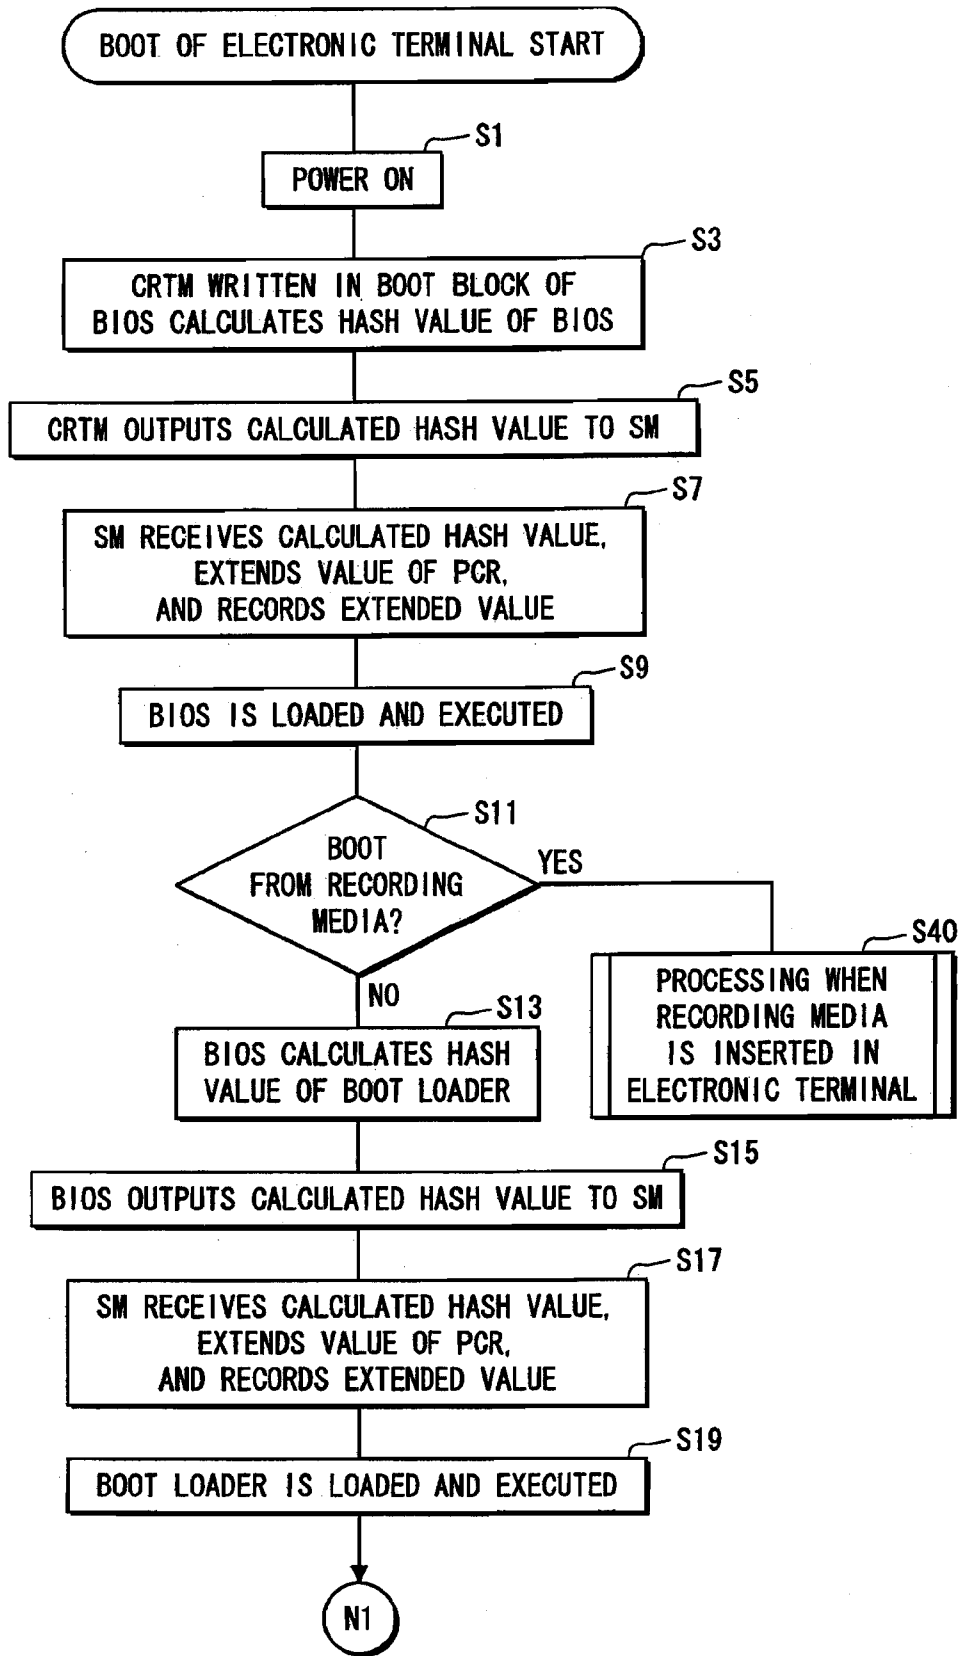 BOOT OF ELECTRONIC TERMINAL START
S1
POWER ON
S3
CRTM WRITTEN IN BOOT BLOCK OF
BIOS CALCULATES HASH VALUE OF BIOS
S5
CRTM OUTPUTS CALCULATED HASH VALUE TO SM
S7
SM RECEIVES CALCULATED HASH VALUE,
EXTENDS VALUE OF PCR,
AND RECORDS EXTENDED VALUE
S9
BIOS IS LOADED AND EXECUTED
S11
BOOT
FROM RECORDING
MEDIA?
YES
NO
S40
PROCESSING WHEN
RECORDING MEDIA
IS INSERTED IN
ELECTRONIC TERMINAL
S13
BIOS CALCULATES HASH
VALUE OF BOOT LOADER
S15
BIOS OUTPUTS CALCULATED HASH VALUE TO SM
S17
SM RECEIVES CALCULATED HASH VALUE,
EXTENDS VALUE OF PCR,
AND RECORDS EXTENDED VALUE
S19
BOOT LOADER IS LOADED AND EXECUTED
N1